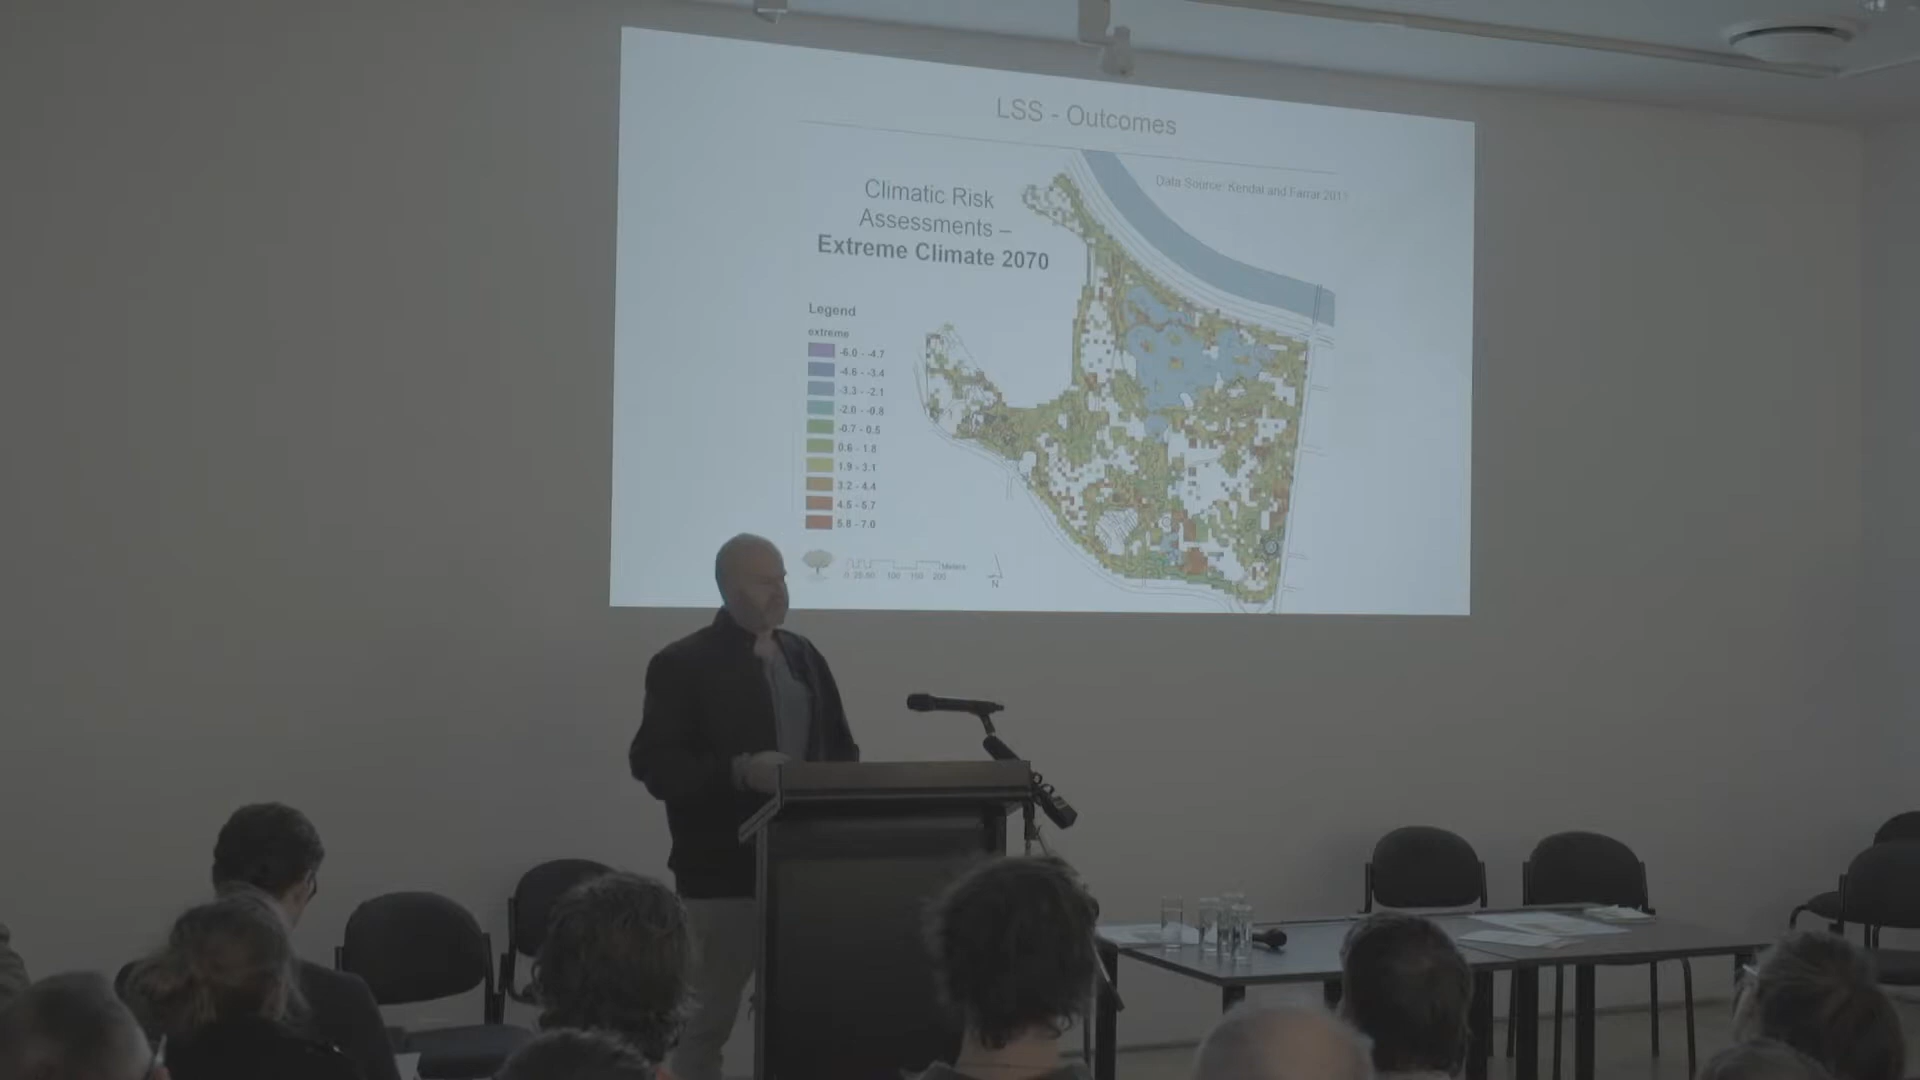 LSS - Outcomes
Data Source: Kendal and Farrar 2017
Climatic Risk
Assessments –
Extreme Climate 2070
Legend
extreme
-6.0 - -4.7
-4.6 - -3.4
-3.3 - -2.1
-2.0 - -0.8
-0.7 - 0.5
0.6 - 1.8
1.9 - 3.1
3.2 - 4.4
4.5 - 5.7
5.8 - 7.0
Meters
100 150 200
N